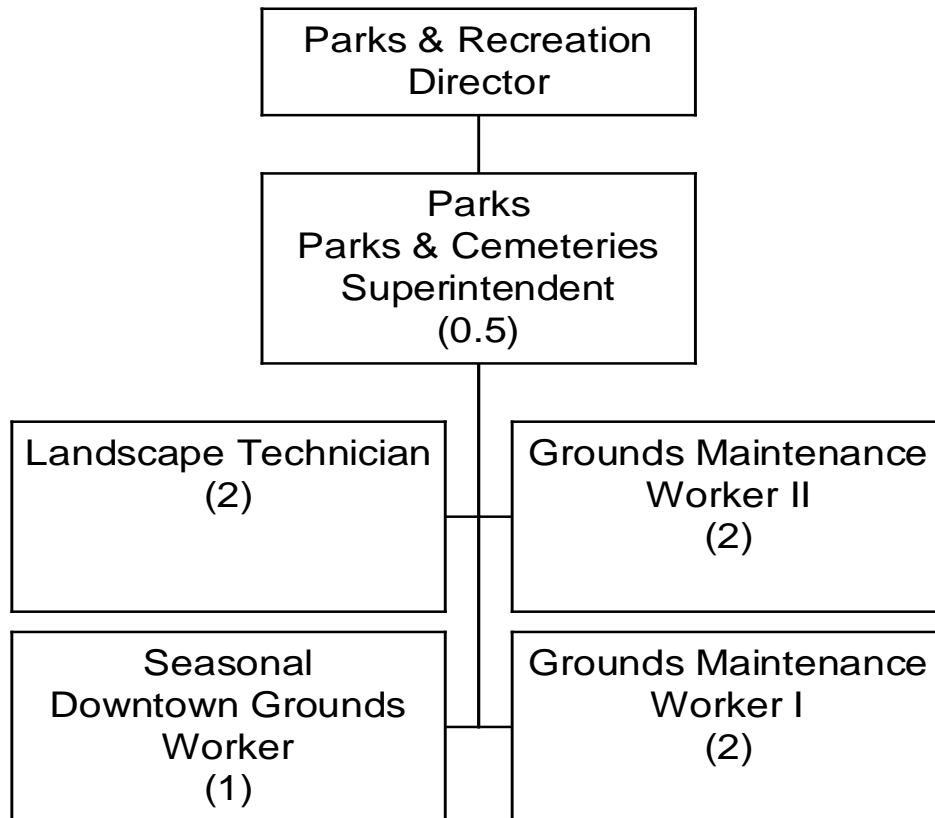 Parks & Recreation
Director
Parks
Parks & Cemeteries
Superintendent
(0.5)
Landscape Technician
(2)
Grounds Maintenance
Worker II
(2)
Seasonal
Downtown Grounds
Worker
(1)
Grounds Maintenance
Worker I
(2)